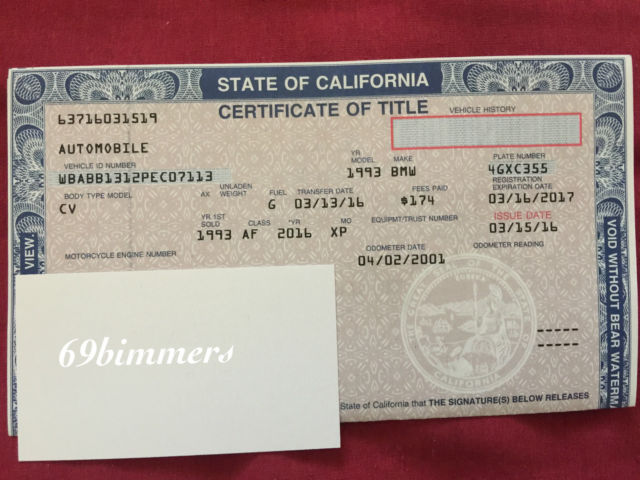 STATE OF CALIFORNIA
CERTIFICATE OF TITLE
VEHICLE HISTORY
63716031519
AUTOMOBILE
VEHICLE ID NUMBER
YR MODEL
MAKE
PLATE NUMBER
WBABB1312PEC07113
1993 BMW
4GXC355
BODY TYPE MODEL
AX
UNLADEN WEIGHT
FUEL
TRANSFER DATE
FEES PAID
REGISTRATION EXPIRATION DATE
CV
G
03/13/16
$174
03/16/2017
YR 1ST SOLD
CLASS
*YR
MO
EQUIPMT/TRUST NUMBER
ISSUE DATE
1993 AF
2016
XP
03/15/16
MOTORCYCLE ENGINE NUMBER
ODOMETER DATE
ODOMETER READING
04/02/2001
VIEW.
VOID WITHOUT BEAR WATERM
69bimmers
CALIFORNIA
State of California that THE SIGNATURE(S) BELOW RELEASES